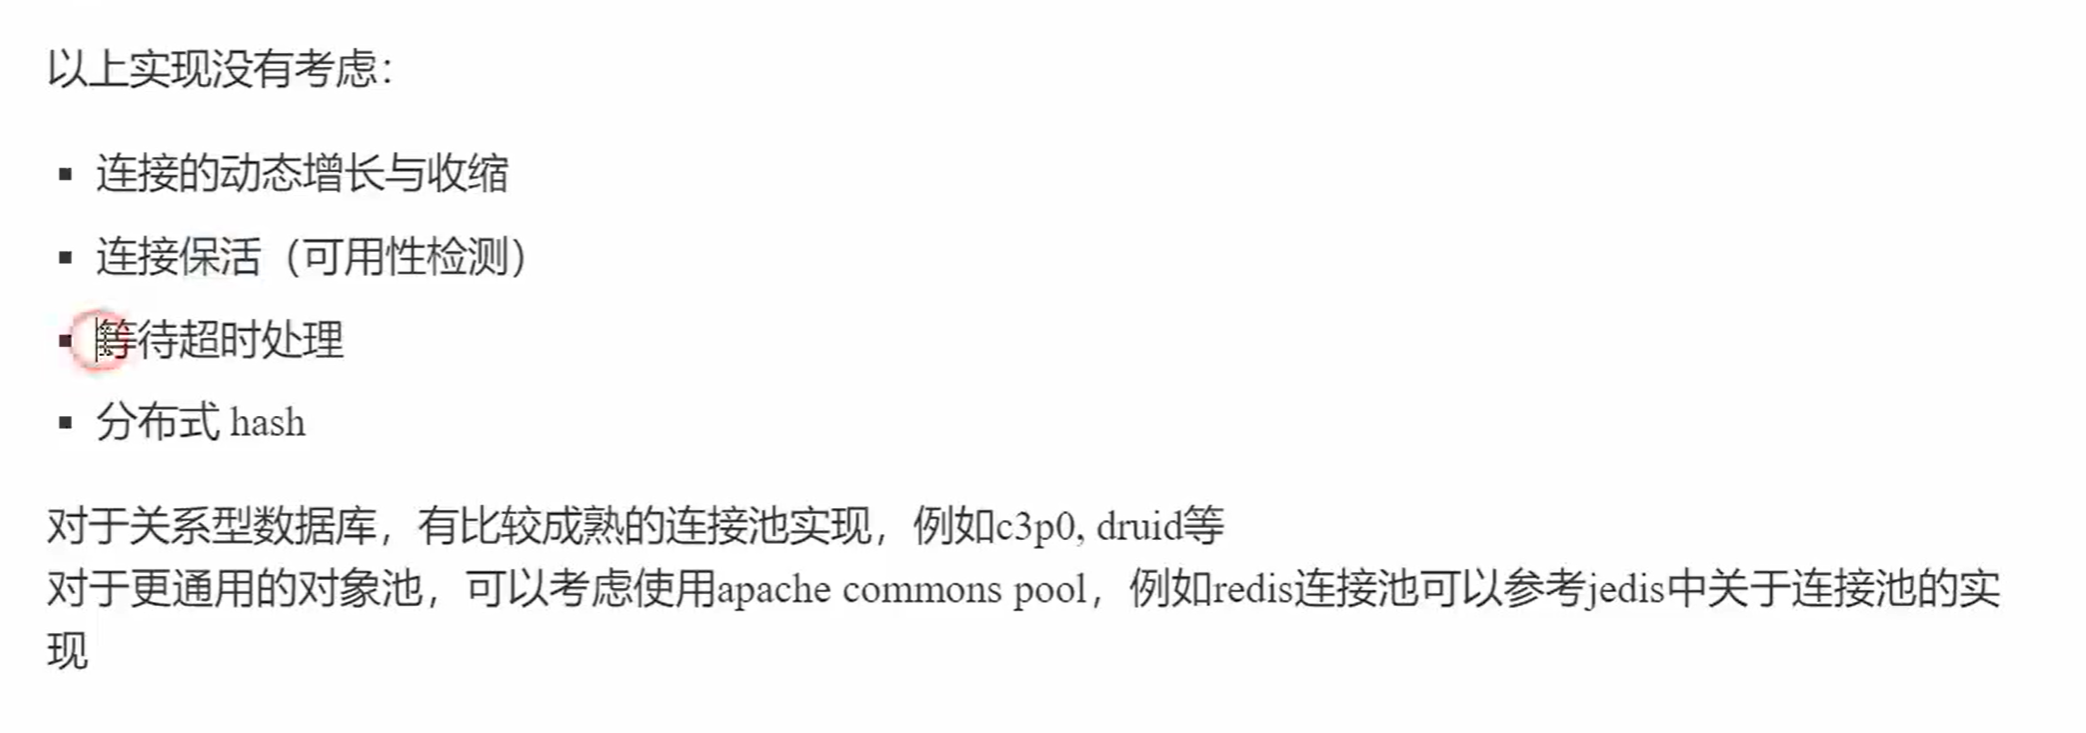 以上实现没有考虑：
▪ 连接的动态增长与收缩
▪ 连接保活（可用性检测）
▪ 等待超时处理
▪ 分布式 hash
对于关系型数据库，有比较成熟的连接池实现，例如c3p0, druid等
对于更通用的对象池，可以考虑使用apache commons pool，例如redis连接池可以参考jedis中关于连接池的实
现